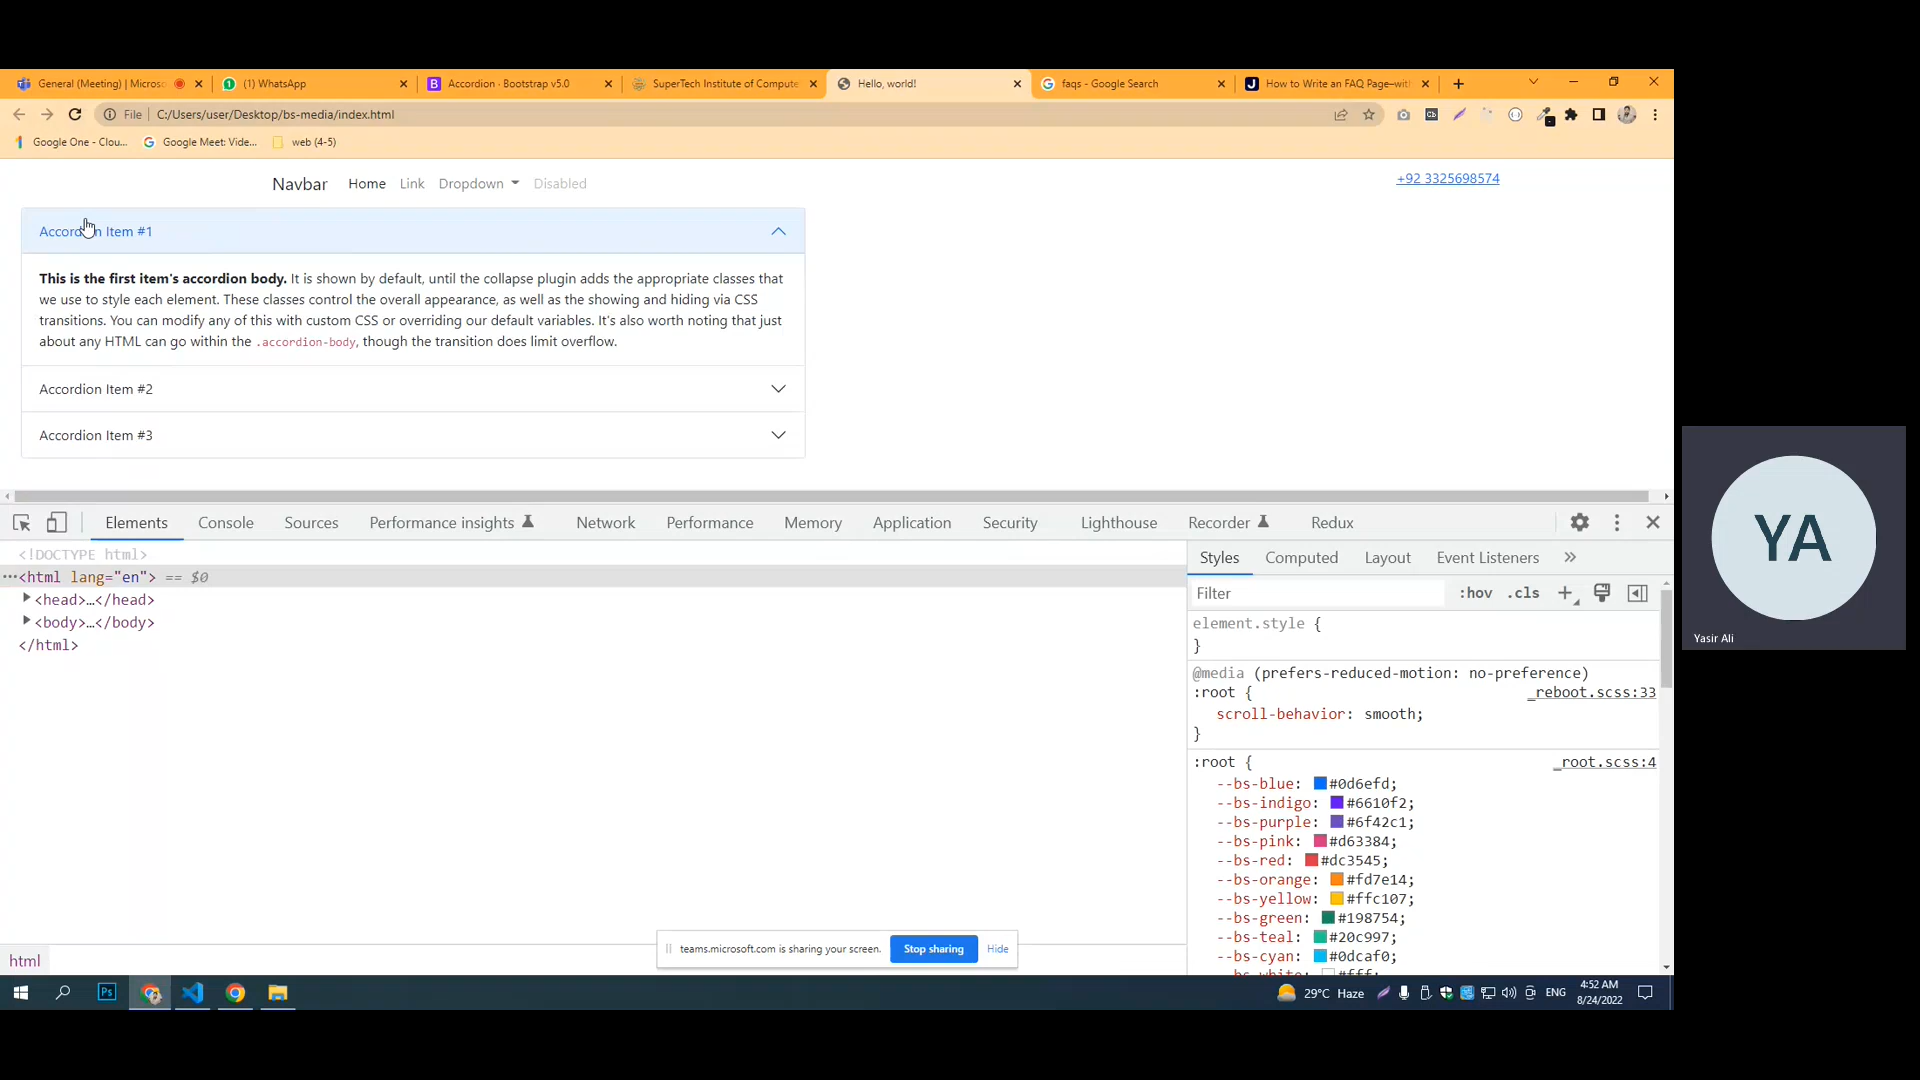 General (Meeting) | Micros
(1) WhatsApp
Accordion · Bootstrap v5.0
SuperTech Institute of Compute
Hello, world!
faqs - Google Search
How to Write an FAQ Page–wit
File
C:/Users/user/Desktop/bs-media/index.html
Google One - Clou...
Google Meet: Vide...
web (4-5)
Navbar
Home
Link
Dropdown
Disabled
+92 3325698574
Accordion Item #1
This is the first item's accordion body. It is shown by default, until the collapse plugin adds the appropriate classes that
we use to style each element. These classes control the overall appearance, as well as the showing and hiding via CSS
transitions. You can modify any of this with custom CSS or overriding our default variables. It's also worth noting that just
about any HTML can go within the .accordion-body, though the transition does limit overflow.
Accordion Item #2
Accordion Item #3
Elements
Console
Sources
Performance insights
Network
Performance
Memory
Application
Security
Lighthouse
Recorder
Redux
<!DOCTYPE html>
···<html lang="en"> == $0
<head>…</head>
<body>…</body>
</html>
html
Styles
Computed
Layout
Event Listeners
Filter
:hov
.cls
element.style {
}
@media (prefers-reduced-motion: no-preference)
:root {
_reboot.scss:33
scroll-behavior: smooth;
}
:root {
_root.scss:4
--bs-blue: #0d6efd;
--bs-indigo: #6610f2;
--bs-purple: #6f42c1;
--bs-pink: #d63384;
--bs-red: #dc3545;
--bs-orange: #fd7e14;
--bs-yellow: #ffc107;
--bs-green: #198754;
--bs-teal: #20c997;
--bs-cyan: #0dcaf0;
--bs-white: #fff;
teams.microsoft.com is sharing your screen.
Stop sharing
Hide
Ps
29°C Haze
ENG
4:52 AM
8/24/2022
YA
Yasir Ali